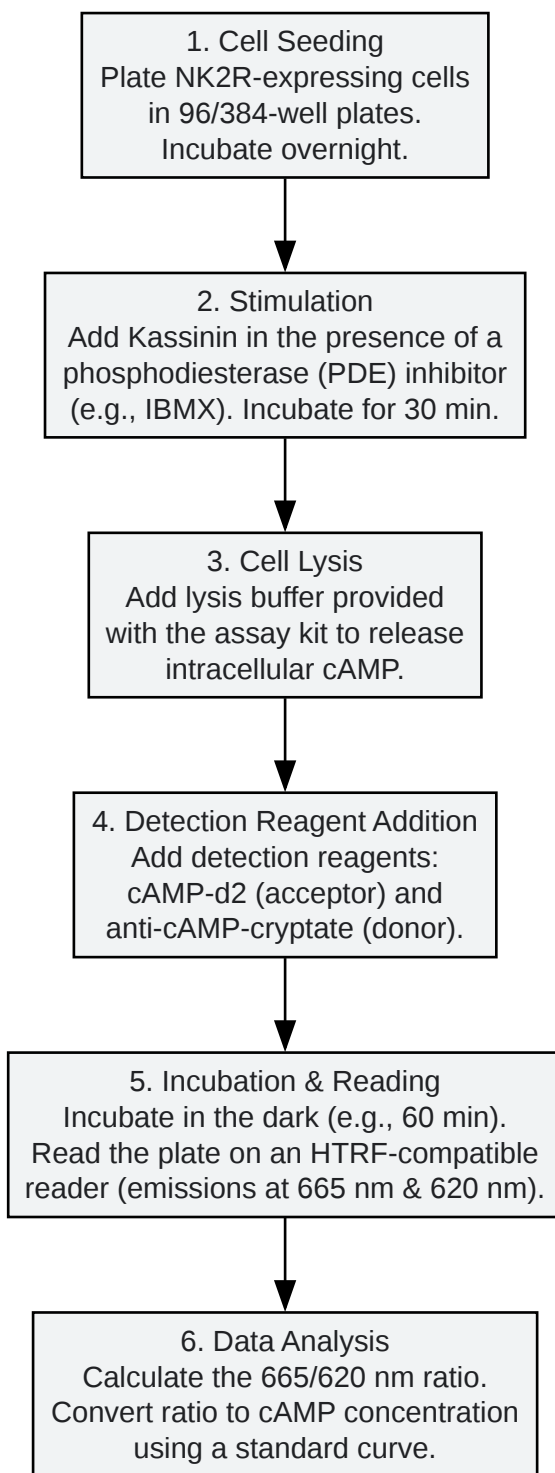 1. Cell Seeding
Plate NK2R-expressing cells
in 96/384-well plates.
Incubate overnight.
2. Stimulation
Add Kassinin in the presence of a
phosphodiesterase (PDE) inhibitor
(e.g., IBMX). Incubate for 30 min.
3. Cell Lysis
Add lysis buffer provided
with the assay kit to release
intracellular cAMP.
4. Detection Reagent Addition
Add detection reagents:
cAMP-d2 (acceptor) and
anti-cAMP-cryptate (donor).
5. Incubation & Reading
Incubate in the dark (e.g., 60 min).
Read the plate on an HTRF-compatible
reader (emissions at 665 nm & 620 nm).
6. Data Analysis
Calculate the 665/620 nm ratio.
Convert ratio to cAMP concentration
using a standard curve.